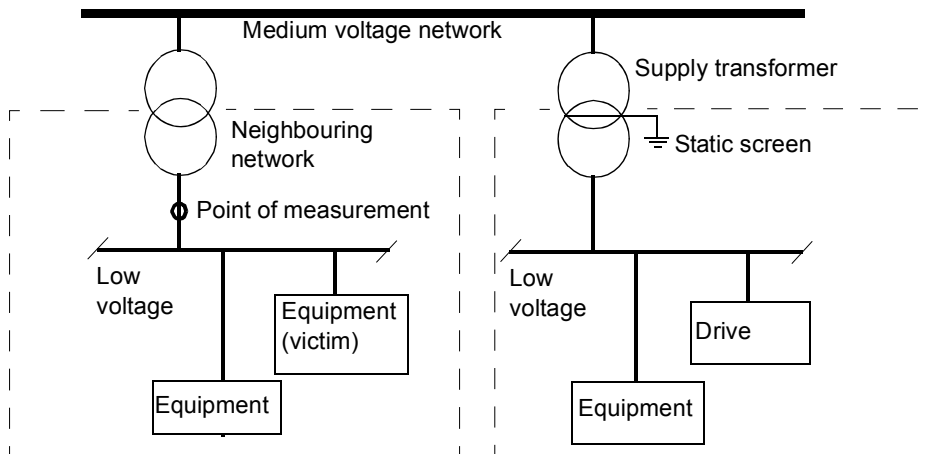 Medium voltage network
Supply transformer
Neighbouring
network
Static screen
Point of measurement
Low
voltage
Equipment
(victim)
Equipment
Low
voltage
Drive
Equipment